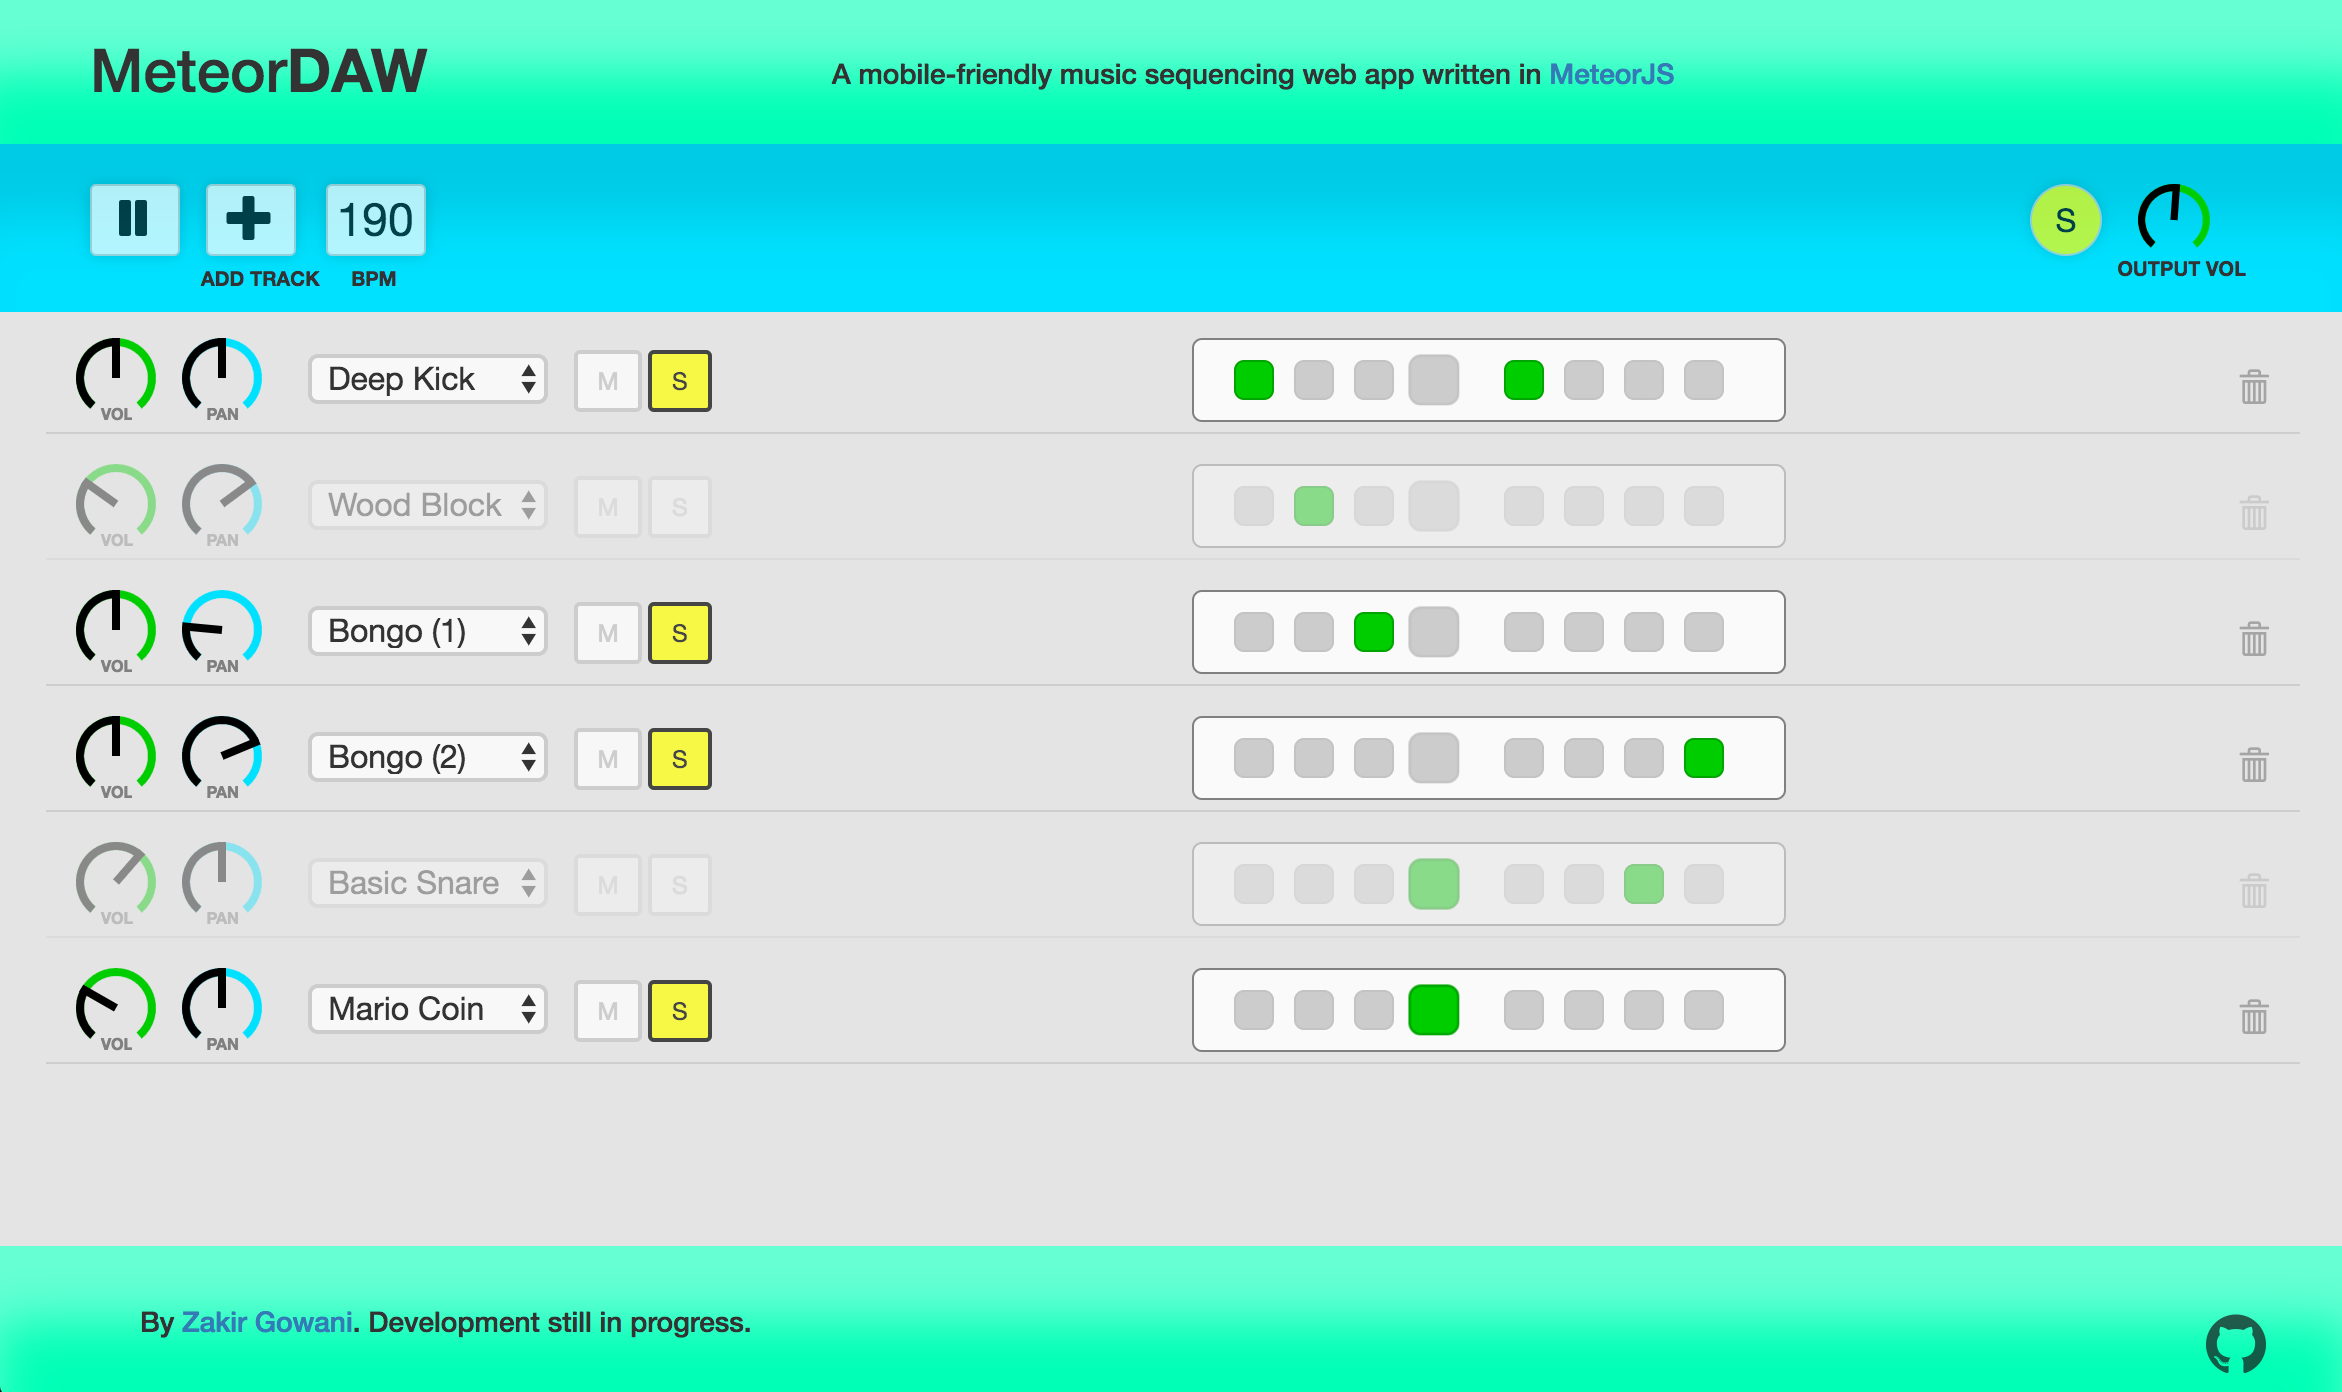 MeteorDAW
A mobile-friendly music sequencing web app written in MeteorJS
190
S
ADD TRACK
BPM
OUTPUT VOL
VOL
PAN
Deep Kick
M
S
VOL
PAN
Wood Block
M
S
VOL
PAN
Bongo (1)
M
S
VOL
PAN
Bongo (2)
M
S
VOL
PAN
Basic Snare
M
S
VOL
PAN
Mario Coin
M
S
By Zakir Gowani. Development still in progress.